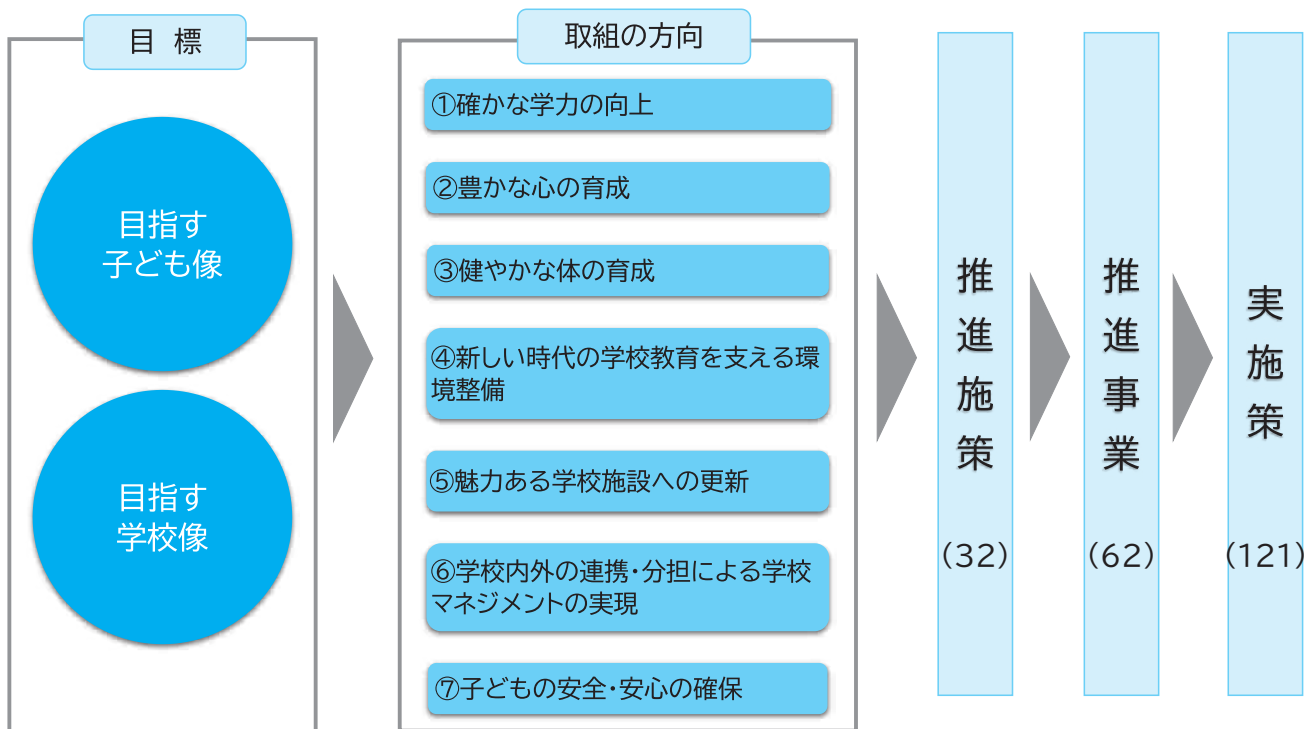 目 標
目指す
子ども像
目指す
学校像
取組の方向
①確かな学力の向上
②豊かな心の育成
③健やかな体の育成
④新しい時代の学校教育を支える環
境整備
⑤魅力ある学校施設への更新
⑥学校内外の連携・分担による学校
マネジメントの実現
⑦子どもの安全・安心の確保
推進施策
(32)
推進事業
(62)
実施策
(121)